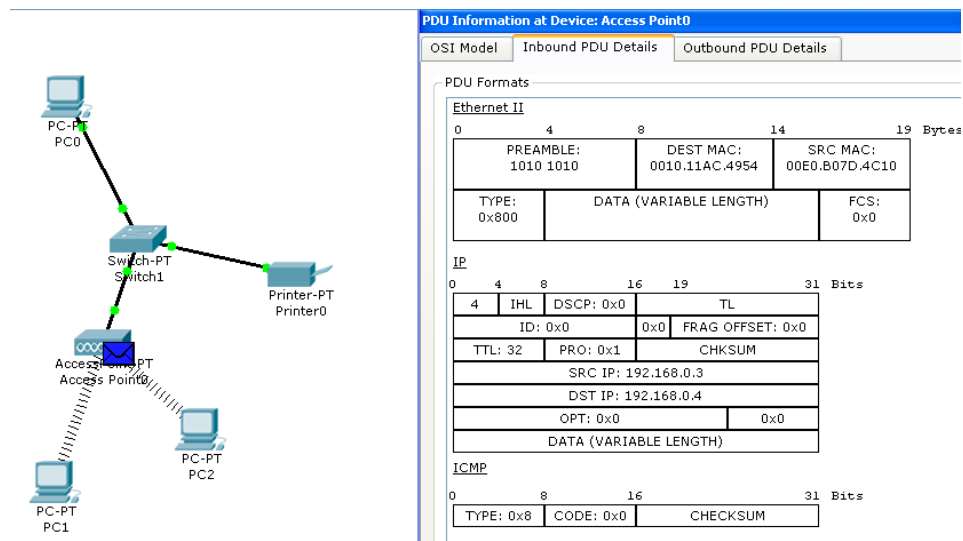 PDU Information at Device: Access Point0
OSI Model Inbound PDU Details Outbound PDU Details
PDU Formats
Ethernet II
0 4 8 14 19 Bytes
PREAMBLE: DEST MAC: SRC MAC:
1010 1010 0010.11AC.4954 00E0.B07D.4C10
TYPE: DATA (VARIABLE LENGTH) FCS:
0x800 0x0
IP
0 4 8 16 19 31 Bits
4 IHL DSCP: 0x0 TL
ID: 0x0 0x0 FRAG OFFSET: 0x0
TTL: 32 PRO: 0x1 CHKSUM
SRC IP: 192.168.0.3
DST IP: 192.168.0.4
OPT: 0x0 0x0
DATA (VARIABLE LENGTH)
ICMP
0 8 16 31 Bits
TYPE: 0x8 CODE: 0x0 CHECKSUM
PC-PT
PC0
Switch-PT
Switch1
Printer-PT
Printer0
AccessPoint-PT
Access Point0
PC-PT
PC2
PC-PT
PC1